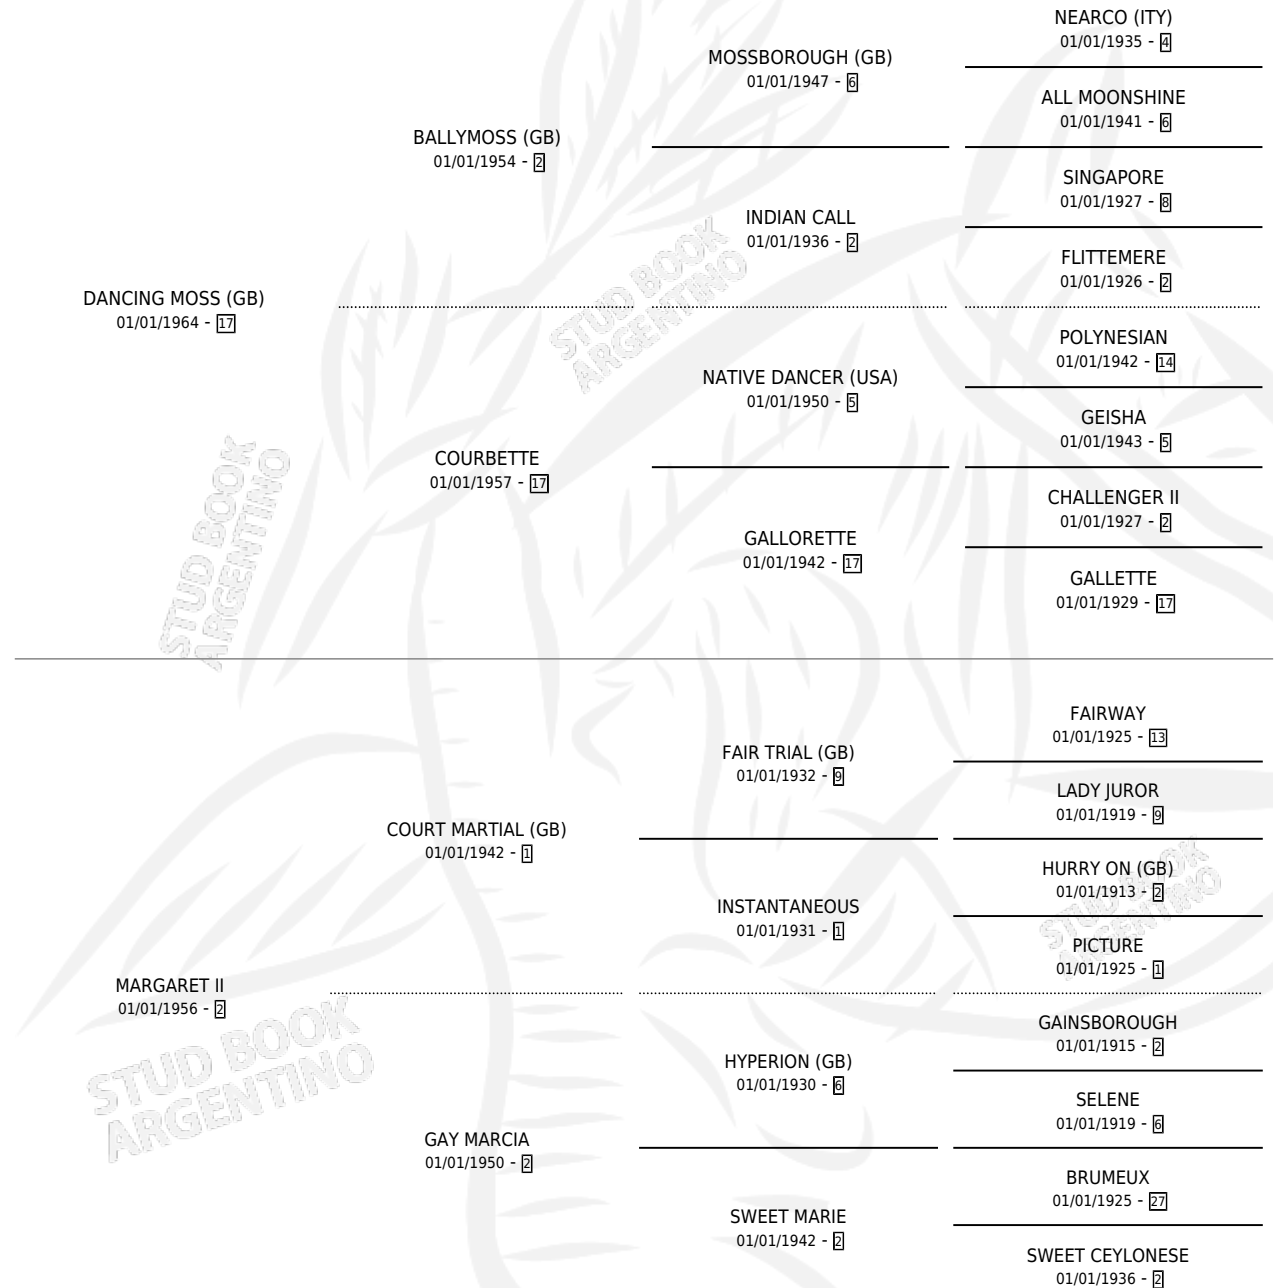 NEARCO (ITY)
01/01/1935 - 4
MOSSBOROUGH (GB)
01/01/1947 - 6
ALL MOONSHINE
01/01/1941 - 6
BALLYMOSS (GB)
01/01/1954 - 2
SINGAPORE
01/01/1927 - 8
INDIAN CALL
01/01/1936 - 2
FLITTEMERE
01/01/1926 - 2
DANCING MOSS (GB)
01/01/1964 - 17
POLYNESIAN
01/01/1942 - 14
NATIVE DANCER (USA)
01/01/1950 - 5
GEISHA
01/01/1943 - 5
COURBETTE
01/01/1957 - 17
CHALLENGER II
01/01/1927 - 2
GALLORETTE
01/01/1942 - 17
GALLETTE
01/01/1929 - 17
FAIRWAY
01/01/1925 - 13
FAIR TRIAL (GB)
01/01/1932 - 9
LADY JUROR
01/01/1919 - 9
COURT MARTIAL (GB)
01/01/1942 - 1
HURRY ON (GB)
01/01/1913 - 2
INSTANTANEOUS
01/01/1931 - 1
PICTURE
01/01/1925 - 1
MARGARET II
01/01/1956 - 2
GAINSBOROUGH
01/01/1915 - 2
HYPERION (GB)
01/01/1930 - 6
SELENE
01/01/1919 - 6
GAY MARCIA
01/01/1950 - 2
BRUMEUX
01/01/1925 - 27
SWEET MARIE
01/01/1942 - 2
SWEET CEYLONESE
01/01/1936 - 2
STUD BOOK
ARGENTINO
STUD BOOK
ARGENTINO
STUD BOOK
ARGENTINO
STUD BOOK
ARGENTINO